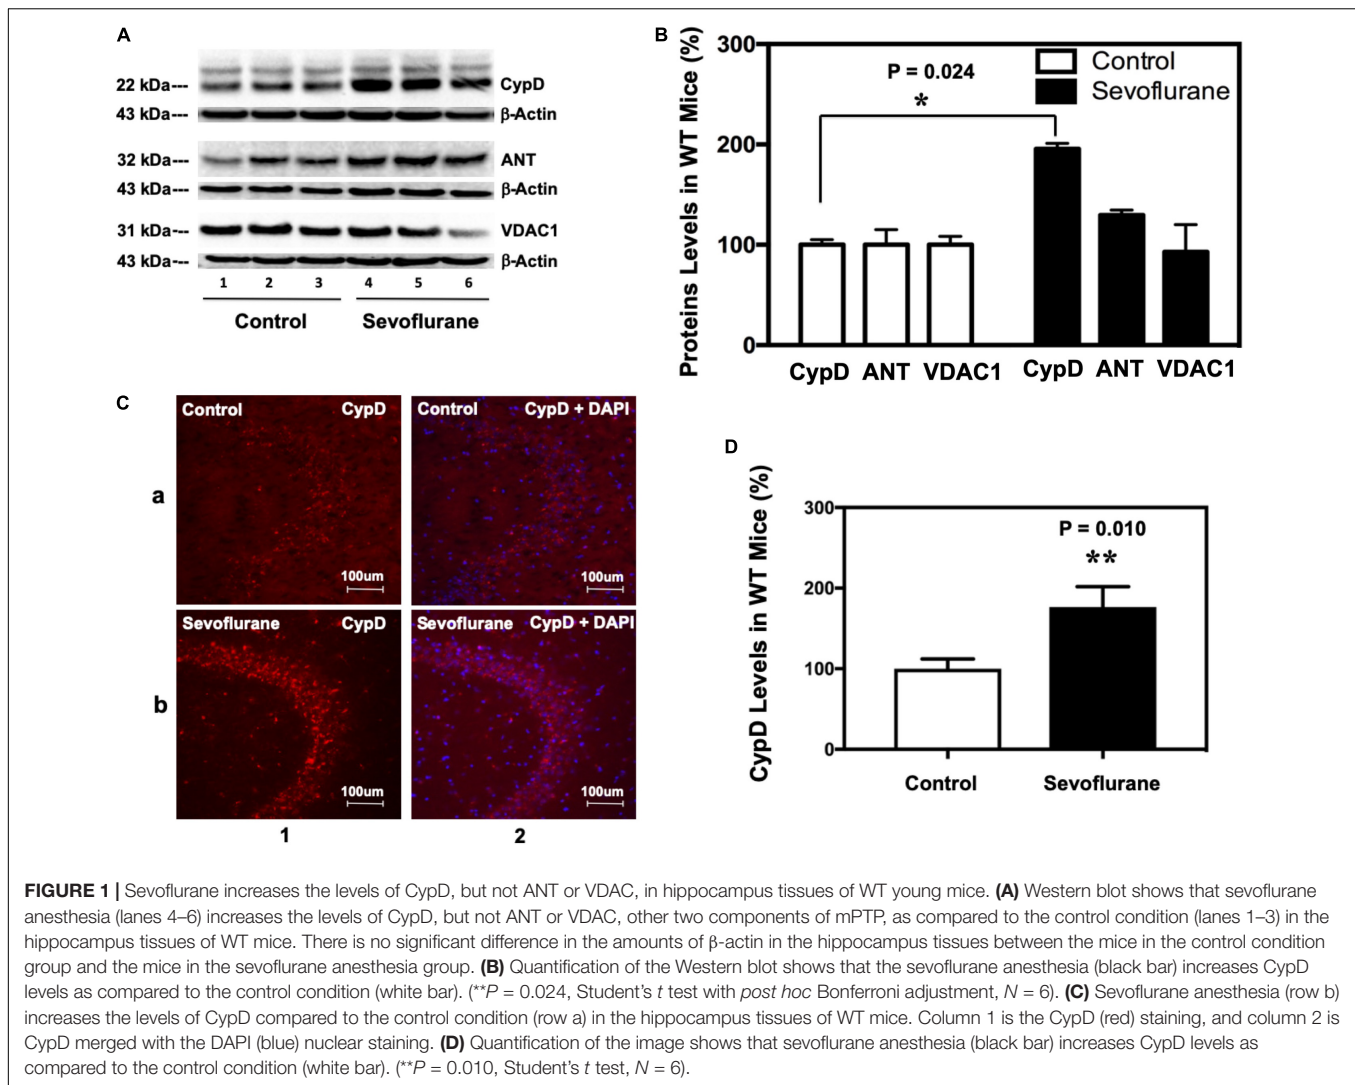 A
22 kDa--- CypD
43 kDa--- β-Actin
32 kDa--- ANT
43 kDa--- β-Actin
31 kDa--- VDAC1
43 kDa--- β-Actin
1 2 3 4 5 6
Control Sevoflurane
B
Proteins Levels in WT Mice (%)
300
200
100
0
Control
Sevoflurane
P = 0.024
*
CypD ANT VDAC1 CypD ANT VDAC1
C
Control CypD Control CypD + DAPI
a
100um 100um
Sevoflurane CypD Sevoflurane CypD + DAPI
b
100um 100um
1 2
D
CypD Levels in WT Mice (%)
300
200
100
0
P = 0.010
**
Control Sevoflurane
FIGURE 1 | Sevoflurane increases the levels of CypD, but not ANT or VDAC, in hippocampus tissues of WT young mice. (A) Western blot shows that sevoflurane
anesthesia (lanes 4–6) increases the levels of CypD, but not ANT or VDAC, other two components of mPTP, as compared to the control condition (lanes 1–3) in the
hippocampus tissues of WT mice. There is no significant difference in the amounts of β-actin in the hippocampus tissues between the mice in the control condition
group and the mice in the sevoflurane anesthesia group. (B) Quantification of the Western blot shows that the sevoflurane anesthesia (black bar) increases CypD
levels as compared to the control condition (white bar). (**P = 0.024, Student's t test with post hoc Bonferroni adjustment, N = 6). (C) Sevoflurane anesthesia (row b)
increases the levels of CypD compared to the control condition (row a) in the hippocampus tissues of WT mice. Column 1 is the CypD (red) staining, and column 2 is
CypD merged with the DAPI (blue) nuclear staining. (D) Quantification of the image shows that sevoflurane anesthesia (black bar) increases CypD levels as
compared to the control condition (white bar). (**P = 0.010, Student's t test, N = 6).